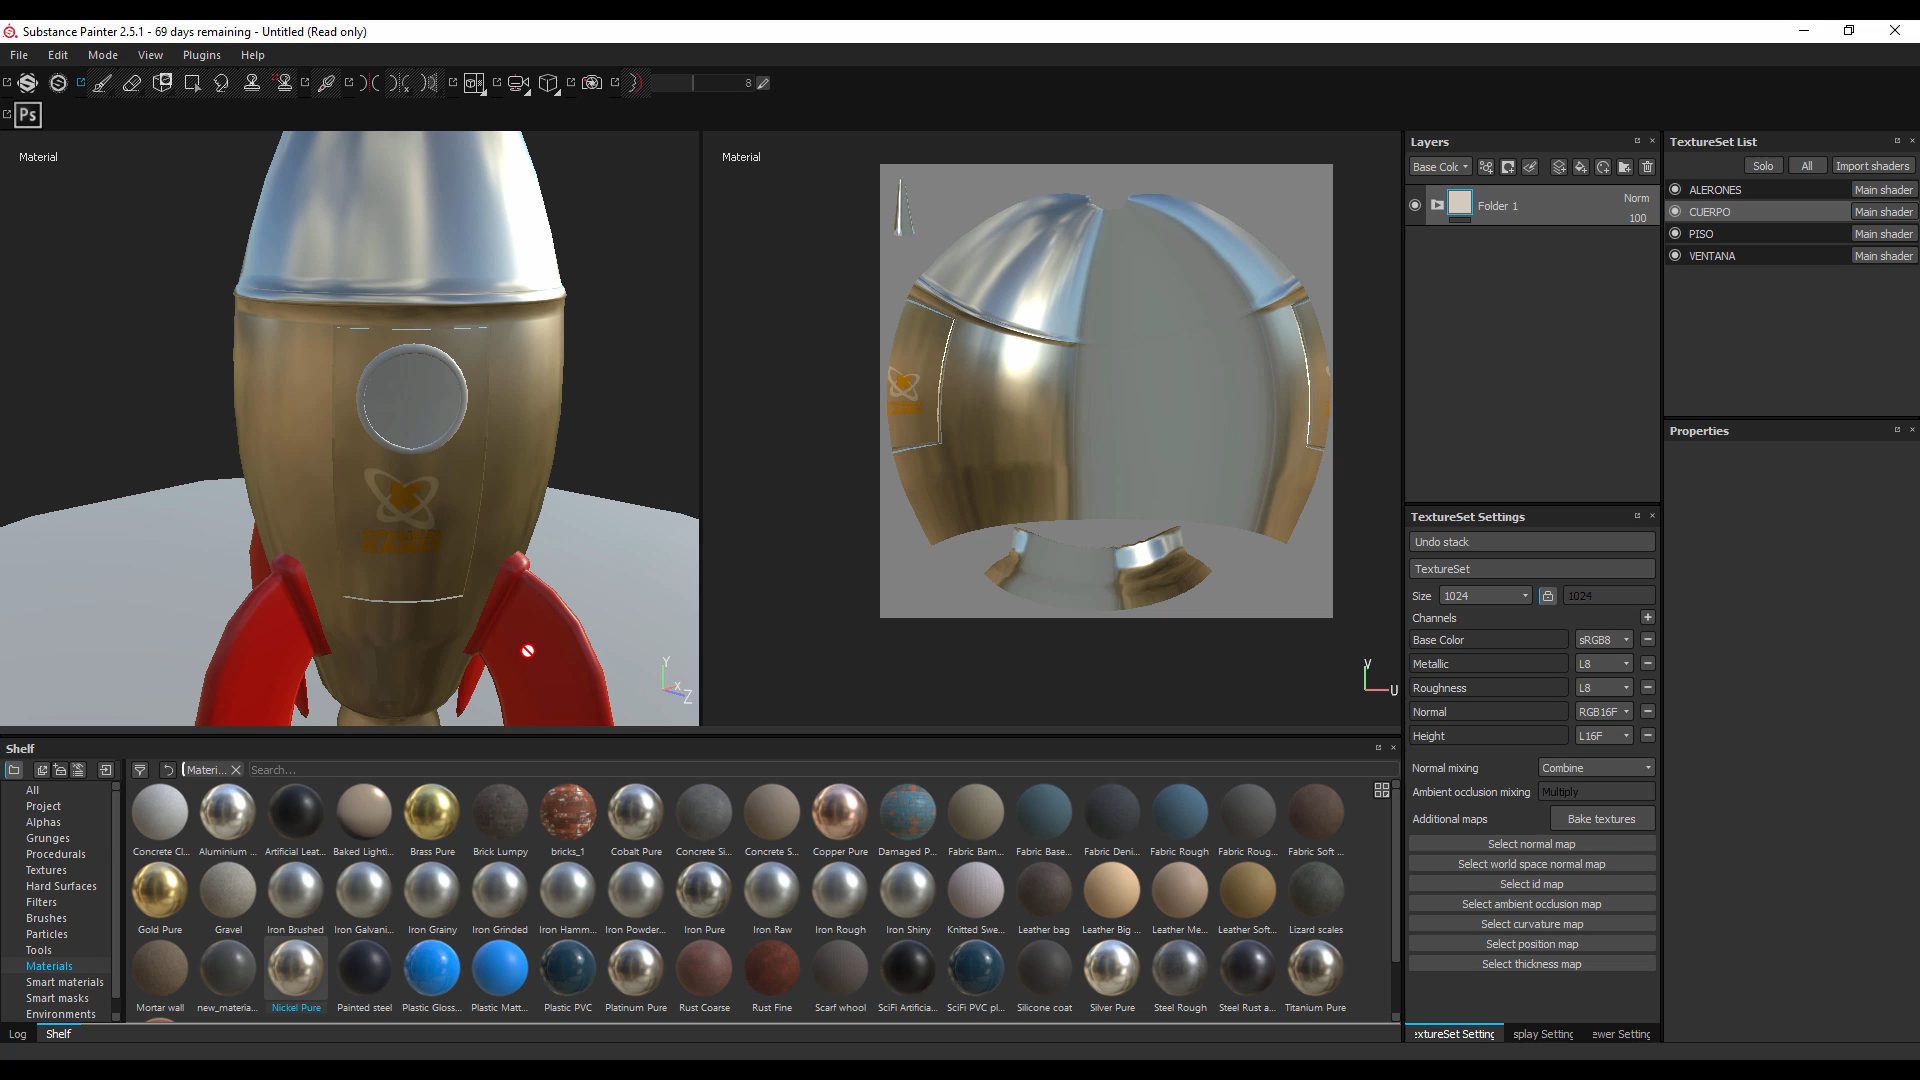 Substance Painter 2.5.1 - 69 days remaining - Untitled (Read only)
File Edit Mode View Plugins Help
8
Ps
Material
Material
KAMET
Y
X
Z
V
U
Layers
Base Colc
Folder 1
Norm
100
TextureSet List
Solo All Import shaders
ALERONES Main shader
CUERPO Main shader
PISO Main shader
VENTANA Main shader
Properties
TextureSet Settings
Undo stack
TextureSet
Size 1024 1024
Channels
Base Color sRGB8
Metallic L8
Roughness L8
Normal RGB16F
Height L16F
Normal mixing Combine
Ambient occlusion mixing Multiply
Additional maps Bake textures
Select normal map
Select world space normal map
Select id map
Select ambient occlusion map
Select curvature map
Select position map
Select thickness map
extureSet Setting splay Setting ewer Setting
Shelf
Materi... Search...
All
Project
Alphas
Grunges
Procedurals
Textures
Hard Surfaces
Filters
Brushes
Particles
Tools
Materials
Smart materials
Smart masks
Environments
Concrete Cl... Aluminium ... Artificial Leat... Baked Lighti... Brass Pure Brick Lumpy bricks_1 Cobalt Pure Concrete Si... Concrete S... Copper Pure Damaged P... Fabric Bam... Fabric Base... Fabric Deni... Fabric Rough Fabric Roug... Fabric Soft ...
Gold Pure Gravel Iron Brushed Iron Galvani... Iron Grainy Iron Grinded Iron Hamm... Iron Powder... Iron Pure Iron Raw Iron Rough Iron Shiny Knitted Swe... Leather bag Leather Big ... Leather Me... Leather Soft... Lizard scales
Mortar wall new_materia... Nickel Pure Painted steel Plastic Gloss... Plastic Matt... Plastic PVC Platinum Pure Rust Coarse Rust Fine Scarf whool SciFi Artificia... SciFi PVC pl... Silicone coat Silver Pure Steel Rough Steel Rust a... Titanium Pure
Log Shelf